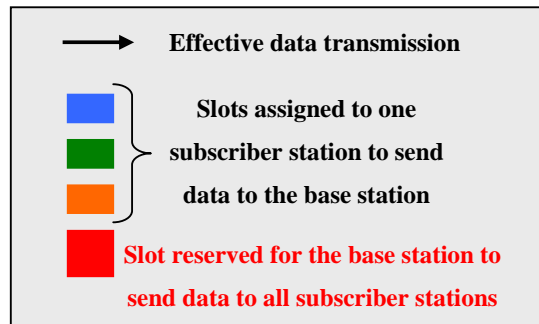 Effective data transmission
Slots assigned to one
subscriber station to send
data to the base station
Slot reserved for the base station to
send data to all subscriber stations